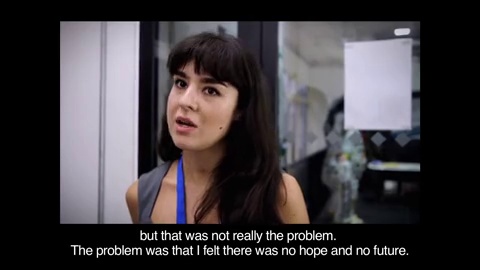 but that was not really the problem.
The problem was that I felt there was no hope and no future.